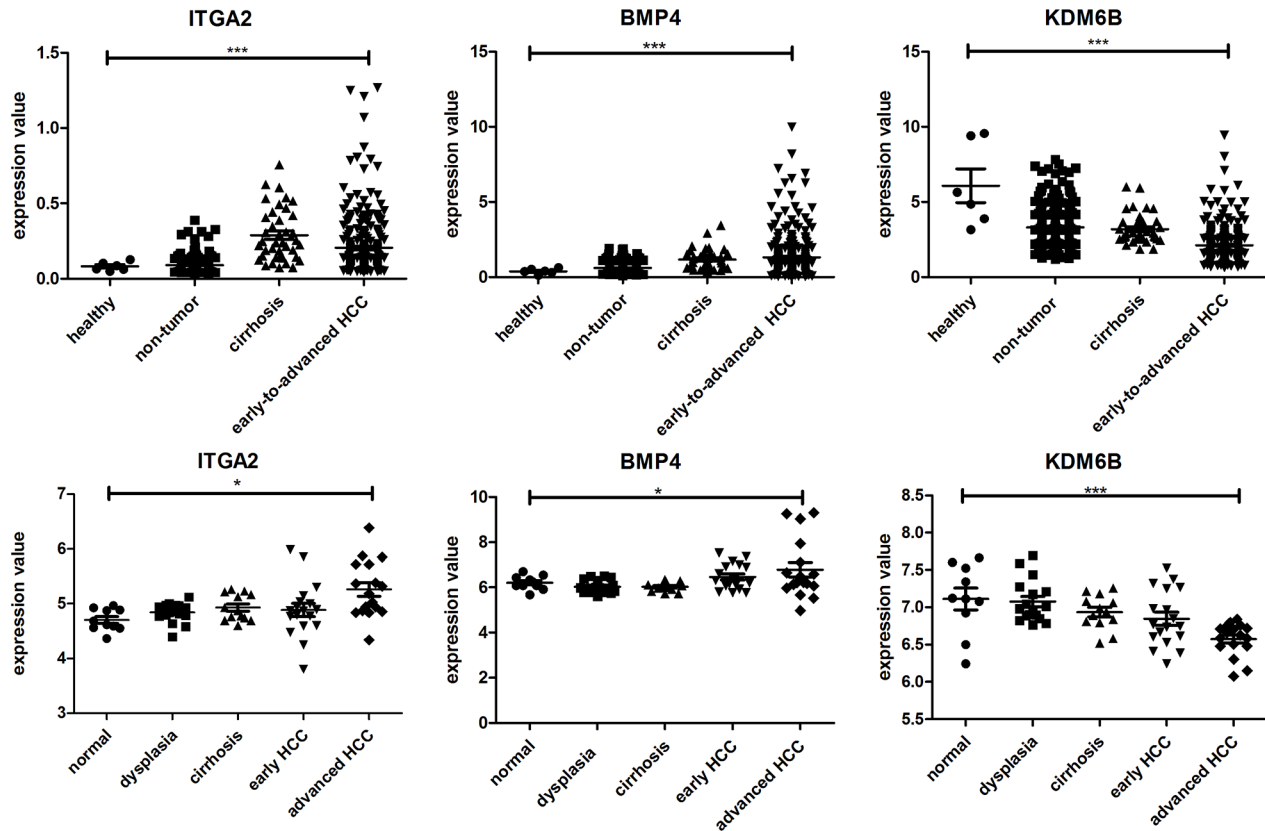 ITGA2
BMP4
KDM6B
expression value
1.5
1.0
0.5
0.0
***
healthy
non-tumor
cirrhosis
early-to-advanced HCC
expression value
15
10
5
0
***
healthy
non-tumor
cirrhosis
early-to-advanced HCC
expression value
15
10
5
0
***
healthy
non-tumor
cirrhosis
early-to-advanced HCC
ITGA2
BMP4
KDM6B
expression value
7
6
5
4
3
*
normal
dysplasia
cirrhosis
early HCC
advanced HCC
expression value
10
8
6
4
2
0
*
normal
dysplasia
cirrhosis
early HCC
advanced HCC
expression value
8.5
8.0
7.5
7.0
6.5
6.0
5.5
***
normal
dysplasia
cirrhosis
early HCC
advanced HCC